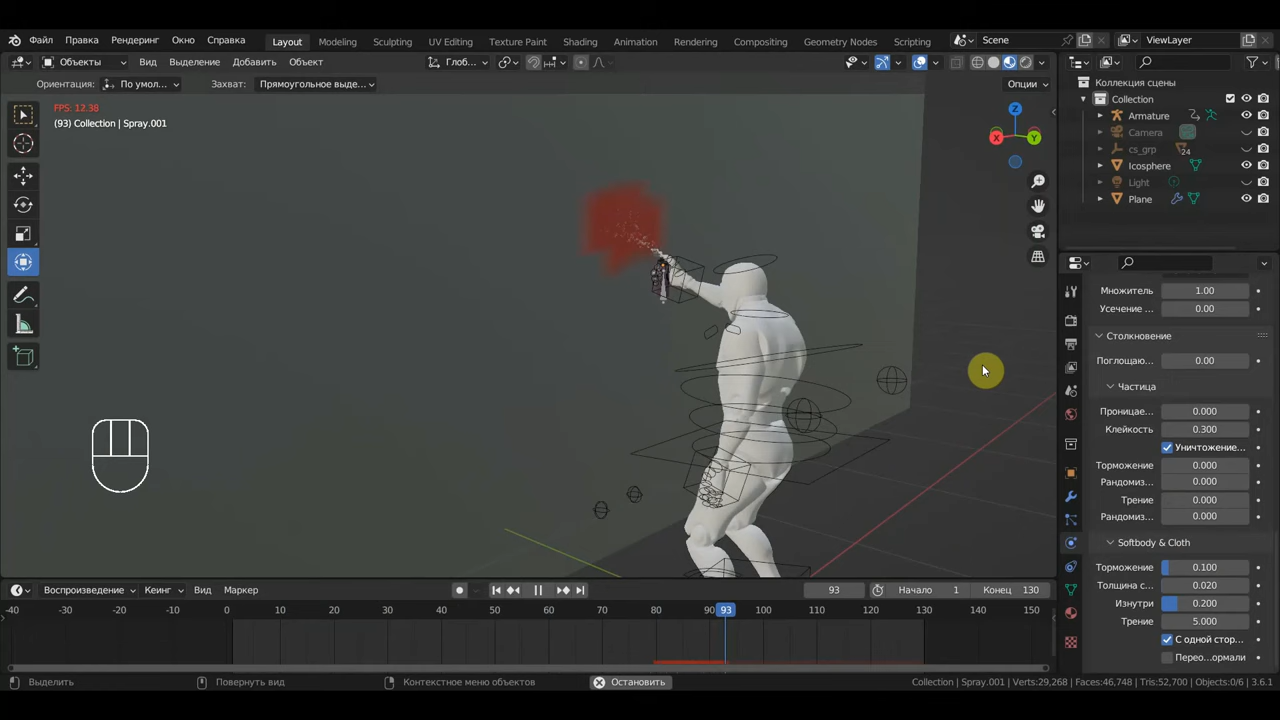 Файл Правка Рендеринг Окно Справка Layout Modeling Sculpting UV Editing Texture Paint Shading Animation Rendering Compositing Geometry Nodes Scripting Scene ViewLayer
Объекты Вид Выделение Добавить Объект Глоб...
Ориентация: По умол... Захват: Прямоугольное выде... Опции
FPS: 12.38
(93) Collection | Spray.001
Z
X
Y
Коллекция сцены
Collection
Armature
Camera
cs_grp 24
Icosphere
Light
Plane
Множитель 1.00
Усечение ... 0.00
Столкновение
Поглощаю... 0.00
Частица
Проницае... 0.000
Клейкость 0.300
Уничтожение...
Торможение 0.000
Рандомиз... 0.000
Трение 0.000
Рандомиз... 0.000
Softbody & Cloth
Торможение 0.100
Толщина с... 0.020
Изнутри 0.200
Трение 5.000
С одной стор...
Перео...ормали
Воспроизведение Кеинг Вид Маркер 93 Начало 1 Конец 130
-40 -30 -20 -10 0 10 20 30 40 50 60 70 80 90 93 100 110 120 130 140 150
Выделить Повернуть вид Контекстное меню объектов Остановить Collection | Spray.001 | Verts:29,268 | Faces:46,748 | Tris:52,700 | Objects:0/6 | 3.6.1